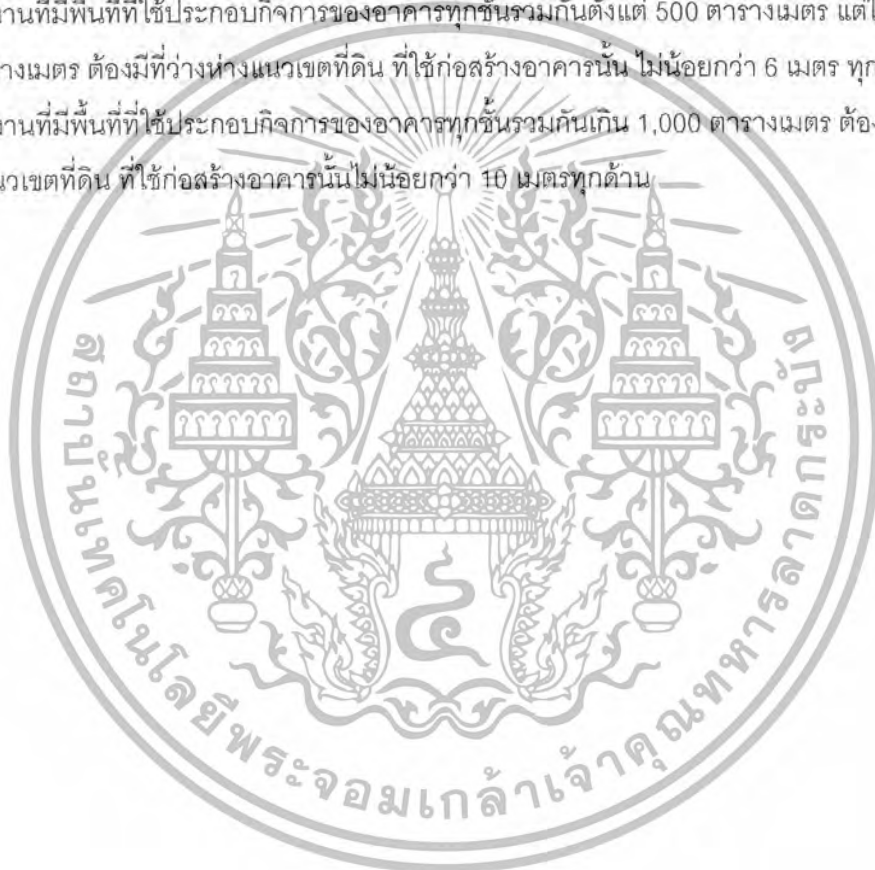 งานที่มีพื้นที่ที่ใช้ประกอบกิจการของอาคารทุกชั้นรวมกันตั้งแต่ 500 ตารางเมตร แต่
างเมตร ต้องมีที่ว่างห่างแนวเขตที่ดิน ที่ใช้ก่อสร้างอาคารนั้น ไม่น้อยกว่า 6 เมตร ทุก
านที่มีพื้นที่ที่ใช้ประกอบกิจการของอาคารทุกชั้นรวมกันเกิน 1,000 ตารางเมตร ต้อง
นวเขตที่ดิน ที่ใช้ก่อสร้างอาคารนั้นไม่น้อยกว่า 10 เมตรทุกด้าน
สถาบันเทคโนโลยีพระจอมเกล้าเจ้าคุณทหารลาดกระบัง
๔